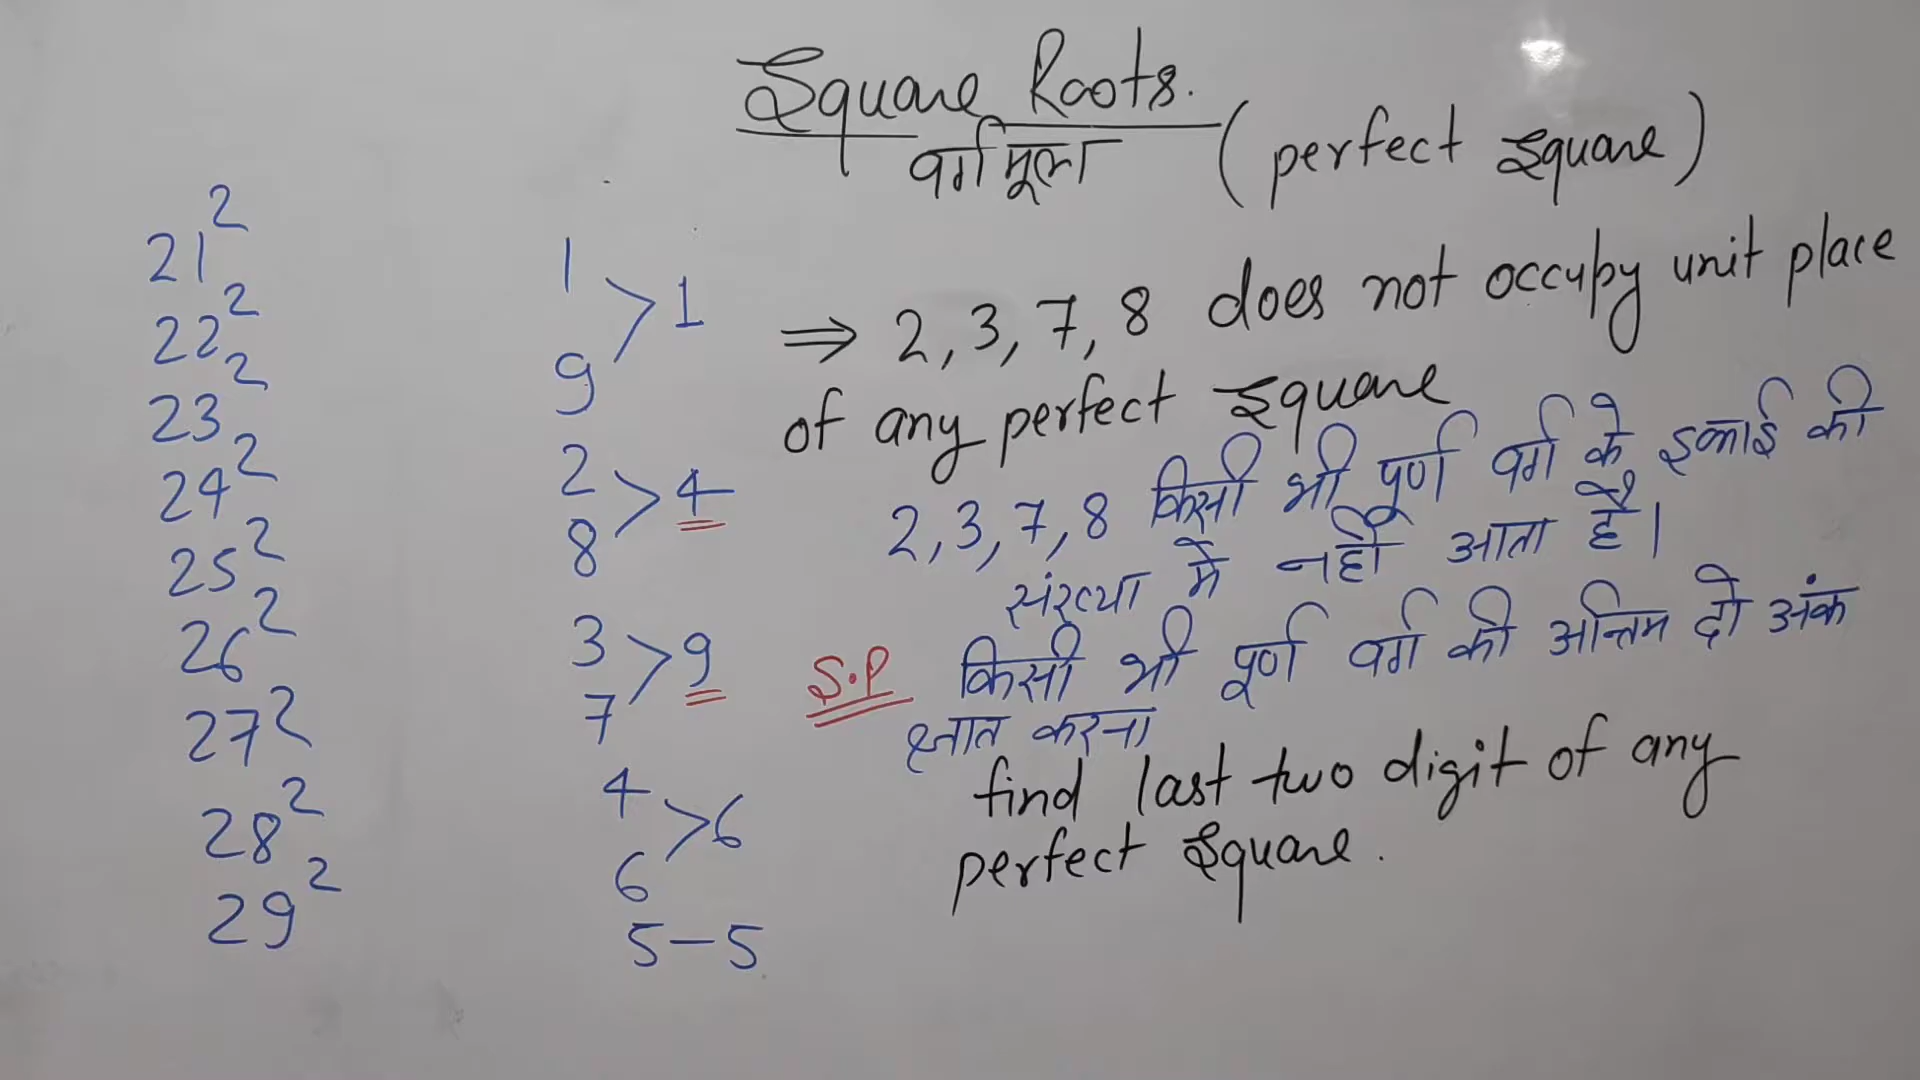 Square Roots.
वर्गमूल (perfect square)
21²
22²
23²
24²
25²
26²
27²
28²
29²
1
9 > 1
2
8 > 4
3
7 > 9
4
6 > 6
5 – 5
⇒ 2, 3, 7, 8 does not occupy unit place
of any perfect square
2, 3, 7, 8 किसी भी पूर्ण वर्ग के इकाई की
संख्या में नहीं आता है।
S.P किसी भी पूर्ण वर्ग की अन्तिम दो अंक
ज्ञात करना
find last two digit of any
perfect square.